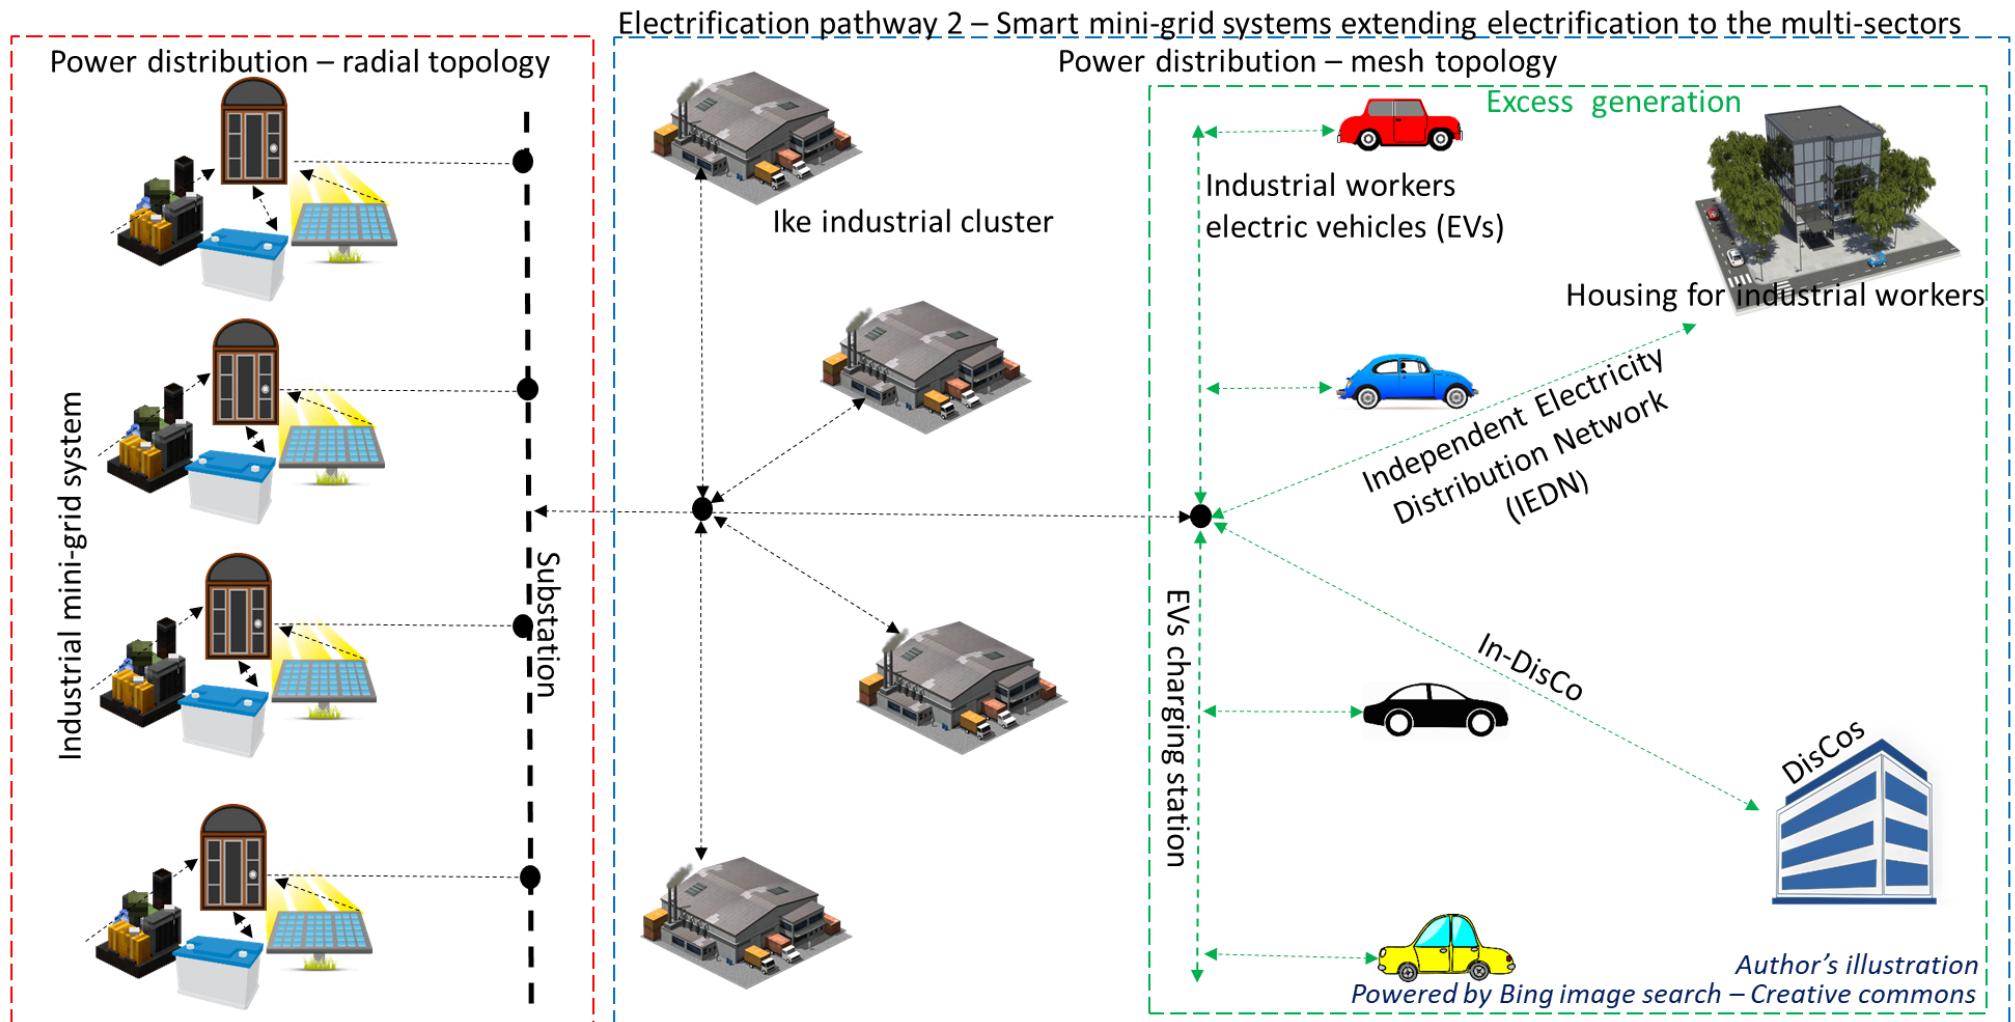 Electrification pathway 2 – Smart mini-grid systems extending electrification to the multi-sectors
Power distribution – radial topology
Power distribution – mesh topology
Industrial mini-grid system
Substation
Ike industrial cluster
Excess generation
Industrial workers
electric vehicles (EVs)
Housing for industrial workers
Independent Electricity
Distribution Network
(IEDN)
EVs charging station
In-DisCo
DisCos
Author’s illustration
Powered by Bing image search – Creative commons